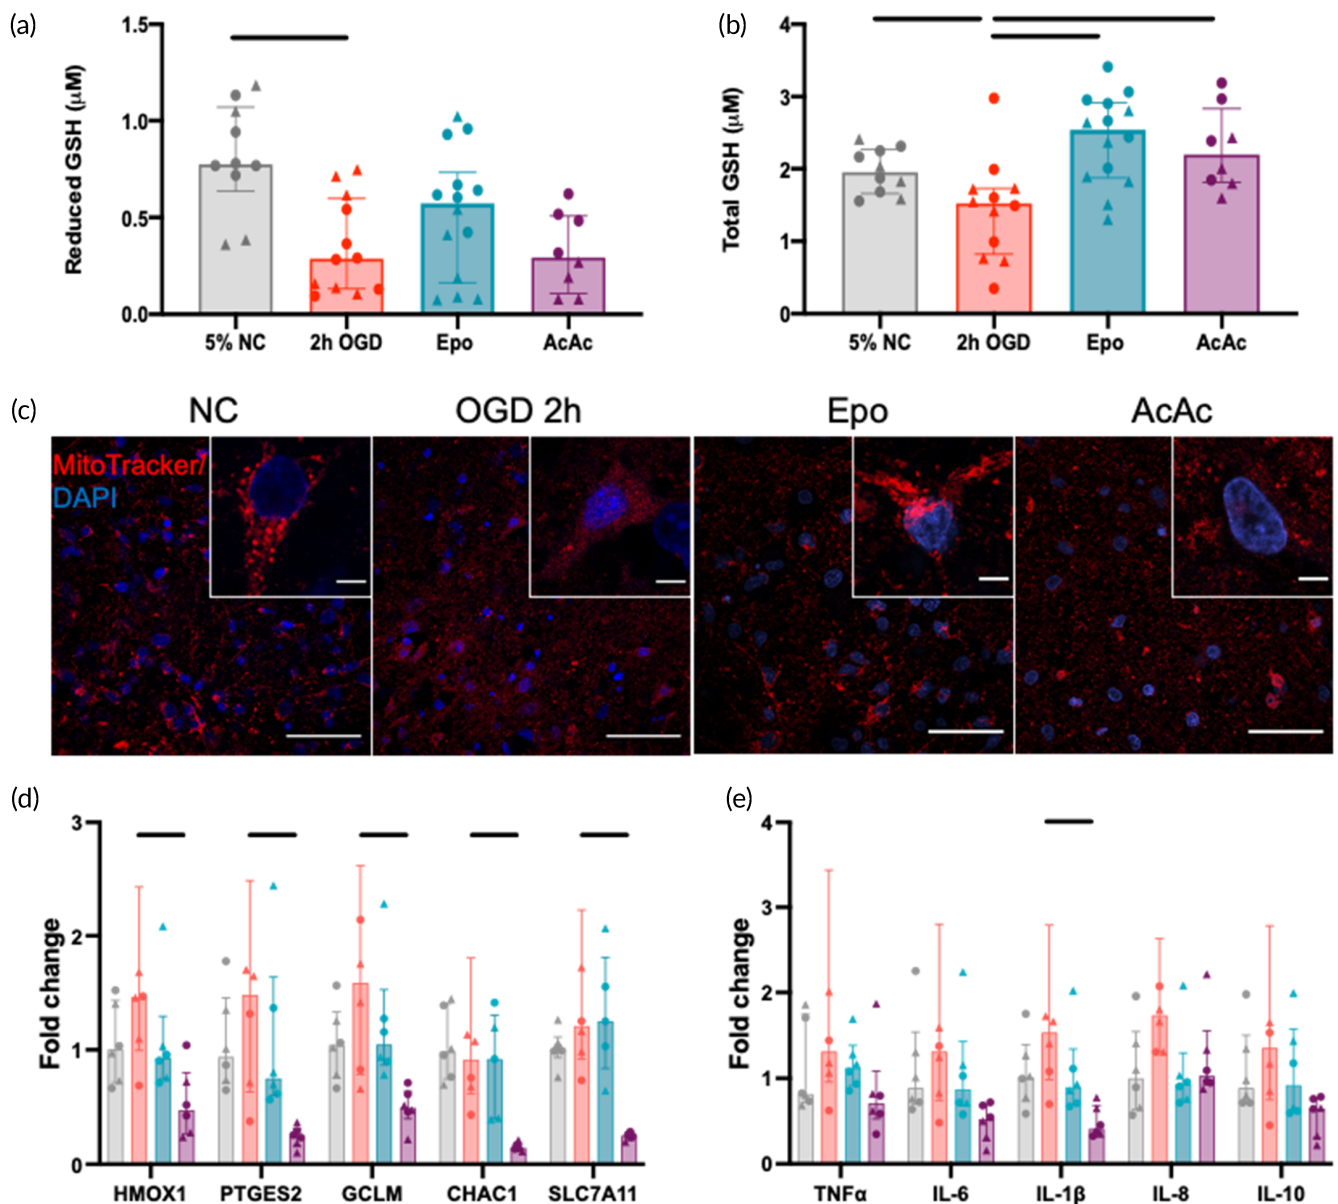 (a)
1.5
1.0
0.5
0.0
Reduced GSH (μM)
5% NC 2h OGD Epo AcAc
(b)
4
3
2
1
0
Total GSH (μM)
5% NC 2h OGD Epo AcAc
(c)
NC OGD 2h Epo AcAc
MitoTracker/
DAPI
(d)
3
2
1
0
Fold change
HMOX1 PTGES2 GCLM CHAC1 SLC7A11
(e)
4
3
2
1
0
Fold change
TNFα IL-6 IL-1β IL-8 IL-10